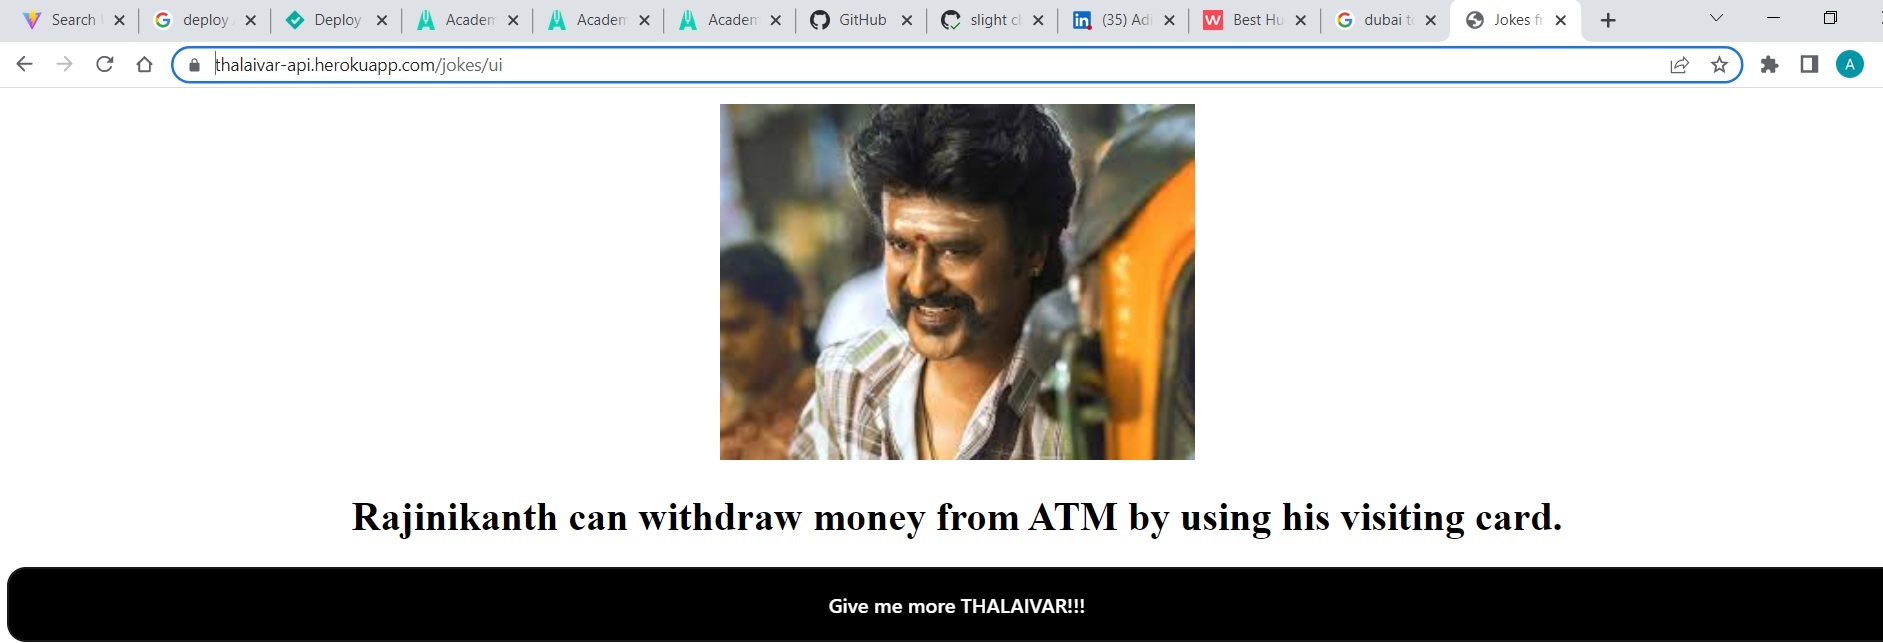 Search
deploy
Deploy
Academ
Academ
Academ
GitHub
slight c
(35) Adi
Best Hu
dubai t
Jokes fr
thalaivar-api.herokuapp.com/jokes/ui
A
Rajinikanth can withdraw money from ATM by using his visiting card.
Give me more THALAIVAR!!!